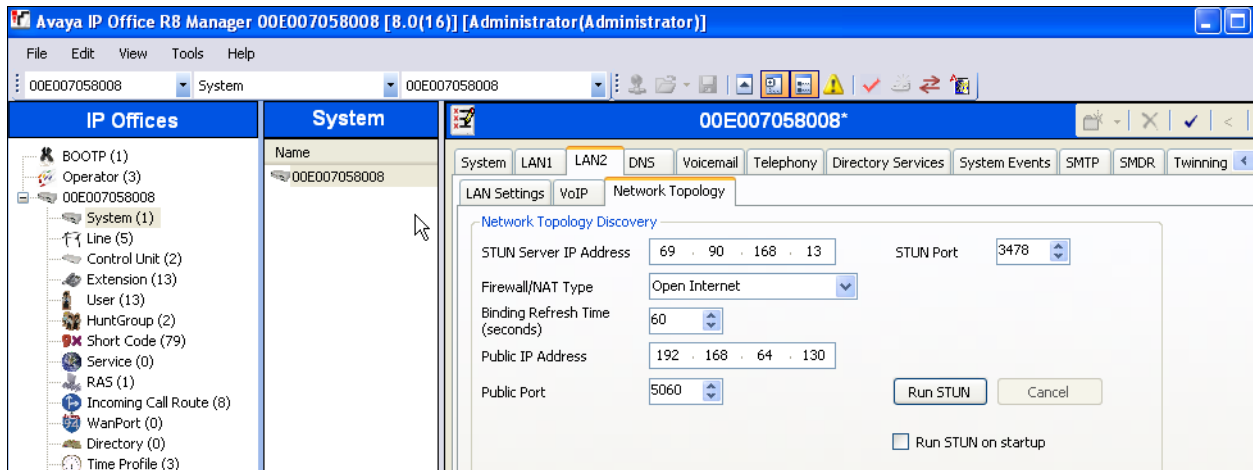 Avaya IP Office R8 Manager 00E007058008 [8.0(16)] [Administrator(Administrator)]
File Edit View Tools Help
00E007058008 System 00E007058008
IP Offices
BOOTP (1)
Operator (3)
00E007058008
System (1)
Line (5)
Control Unit (2)
Extension (13)
User (13)
HuntGroup (2)
Short Code (79)
Service (0)
RAS (1)
Incoming Call Route (8)
WanPort (0)
Directory (0)
Time Profile (3)
System
Name
00E007058008
00E007058008*
System LAN1 LAN2 DNS Voicemail Telephony Directory Services System Events SMTP SMDR Twinning
LAN Settings VoIP Network Topology
Network Topology Discovery
STUN Server IP Address 69 . 90 . 168 . 13 STUN Port 3478
Firewall/NAT Type Open Internet
Binding Refresh Time
(seconds) 60
Public IP Address 192 . 168 . 64 . 130
Public Port 5060 Run STUN Cancel
Run STUN on startup